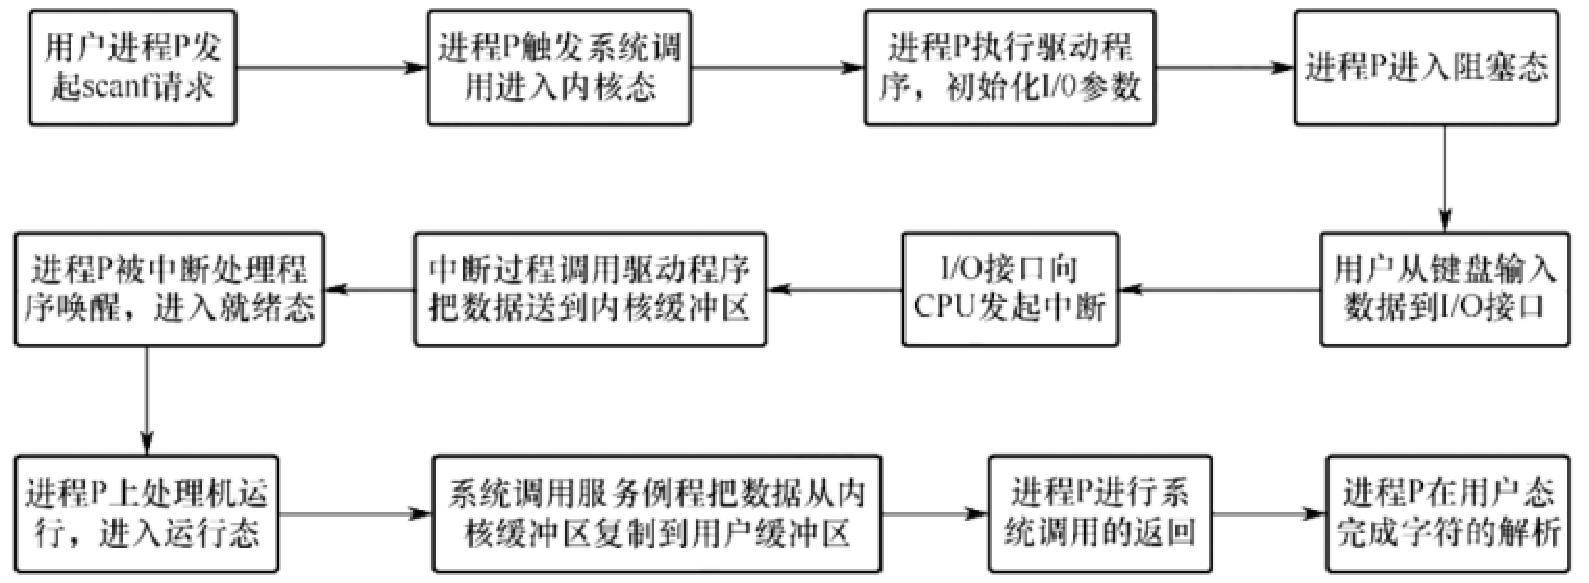 用户进程P发
起scanf请求
进程P触发系统调
用进入内核态
进程P执行驱动程
序，初始化I/O参数
进程P进入阻塞态
用户从键盘输入
数据到I/O接口
I/O接口向
CPU发起中断
中断过程调用驱动程序
把数据送到内核缓冲区
进程P被中断处理程
序唤醒，进入就绪态
进程P上处理机运
行，进入运行态
系统调用服务例程把数据从内
核缓冲区复制到用户缓冲区
进程P进行系
统调用的返回
进程P在用户态
完成字符的解析